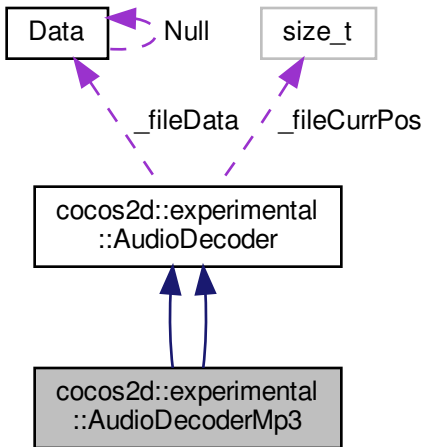 Data
Null
size_t
_fileData
_fileCurrPos
cocos2d::experimental
::AudioDecoder
cocos2d::experimental
::AudioDecoderMp3